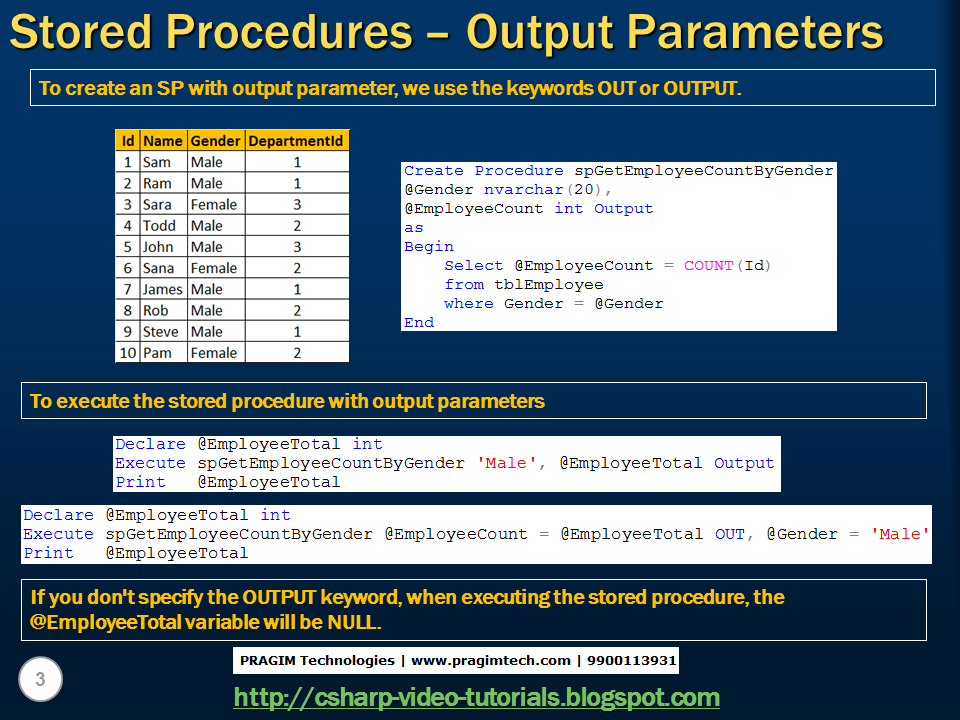 Stored Procedures – Output Parameters
To create an SP with output parameter, we use the keywords OUT or OUTPUT.
Id Name Gender DepartmentId
1 Sam Male 1
2 Ram Male 1
3 Sara Female 3
4 Todd Male 2
5 John Male 3
6 Sana Female 2
7 James Male 1
8 Rob Male 2
9 Steve Male 1
10 Pam Female 2
Create Procedure spGetEmployeeCountByGender
@Gender nvarchar(20),
@EmployeeCount int Output
as
Begin
    Select @EmployeeCount = COUNT(Id)
    from tblEmployee
    where Gender = @Gender
End
To execute the stored procedure with output parameters
Declare @EmployeeTotal int
Execute spGetEmployeeCountByGender 'Male', @EmployeeTotal Output
Print   @EmployeeTotal
Declare @EmployeeTotal int
Execute spGetEmployeeCountByGender @EmployeeCount = @EmployeeTotal OUT, @Gender = 'Male'
Print   @EmployeeTotal
If you don't specify the OUTPUT keyword, when executing the stored procedure, the
@EmployeeTotal variable will be NULL.
PRAGIM Technologies | www.pragimtech.com | 9900113931
3
http://csharp-video-tutorials.blogspot.com